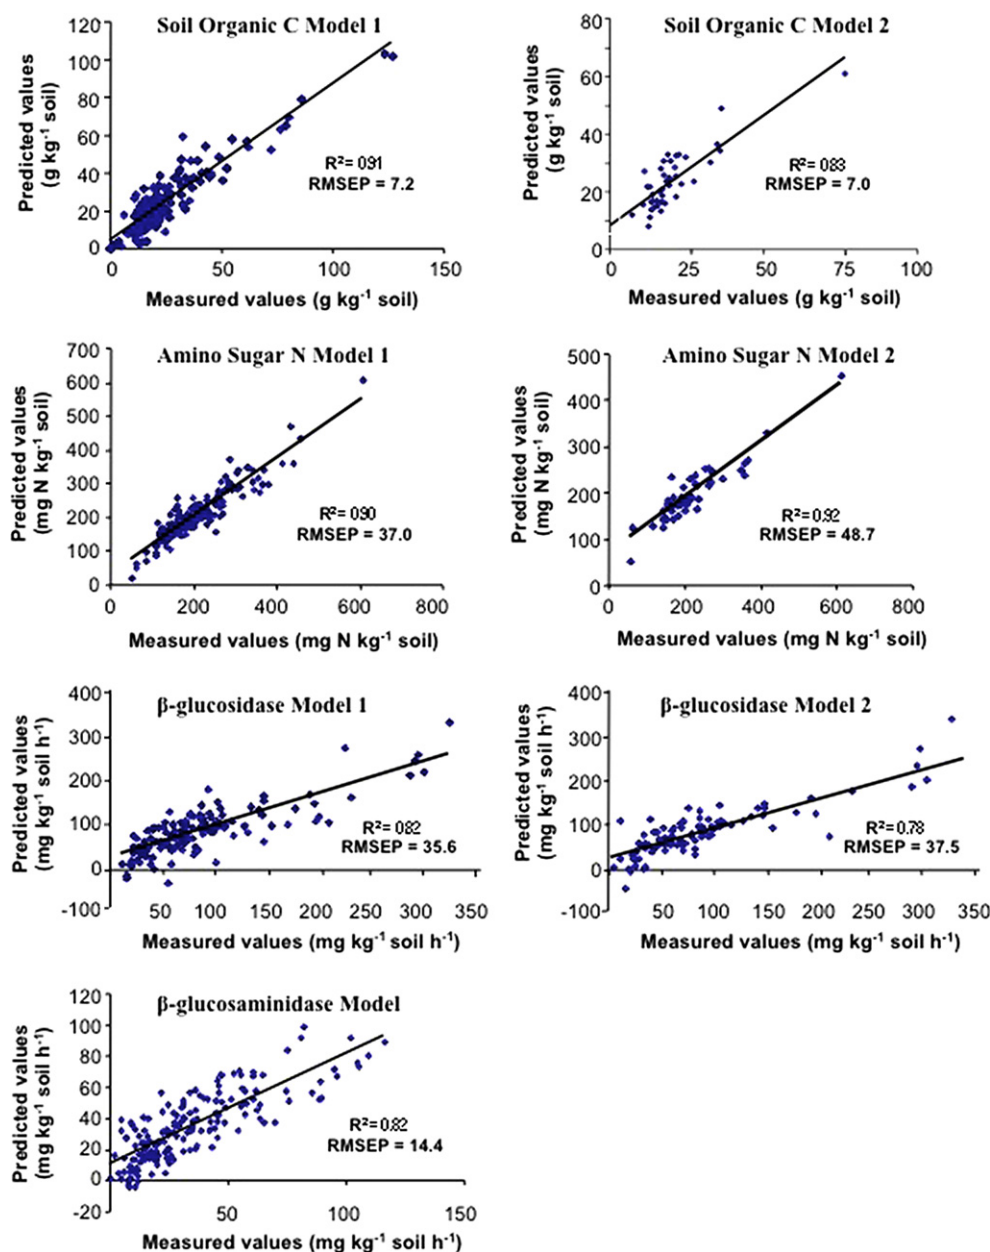 Soil Organic C Model 1
Predicted values
(g kg⁻¹ soil)
120
100
80
60
40
20
0
R²= 091
RMSEP = 7.2
0
50
100
150
Measured values (g kg⁻¹ soil)
Soil Organic C Model 2
Predicted values
(g kg⁻¹ soil)
80
60
40
20
0
R²= 083
RMSEP = 7.0
0
25
50
75
100
Measured values (g kg⁻¹ soil)
Amino Sugar N Model 1
Predicted values
(mg N kg⁻¹ soil)
700
600
500
400
300
200
100
0
R²= 090
RMSEP = 37.0
0
200
400
600
800
Measured values (mg N kg⁻¹ soil)
Amino Sugar N Model 2
Predicted values
(mg N kg⁻¹ soil)
500
400
300
200
100
0
R²= 0.92
RMSEP = 48.7
0
200
400
600
800
Measured values (mg N kg⁻¹ soil)
β-glucosidase Model 1
Predicted values
(mg kg⁻¹ soil h⁻¹)
400
300
200
100
0
-100
R²= 082
RMSEP = 35.6
50
100
150
200
250
300
350
Measured values (mg kg⁻¹ soil h⁻¹)
β-glucosidase Model 2
Predicted values
(mg kg⁻¹ soil h⁻¹)
400
300
200
100
0
-100
R²= 0.78
RMSEP = 37.5
50
100
150
200
250
300
350
Measured values (mg kg⁻¹ soil h⁻¹)
β-glucosaminidase Model
Predicted values
(mg kg⁻¹ soil h⁻¹)
120
100
80
60
40
20
0
-20
R²= 0.82
RMSEP = 14.4
50
100
150
Measured values (mg kg⁻¹ soil h⁻¹)